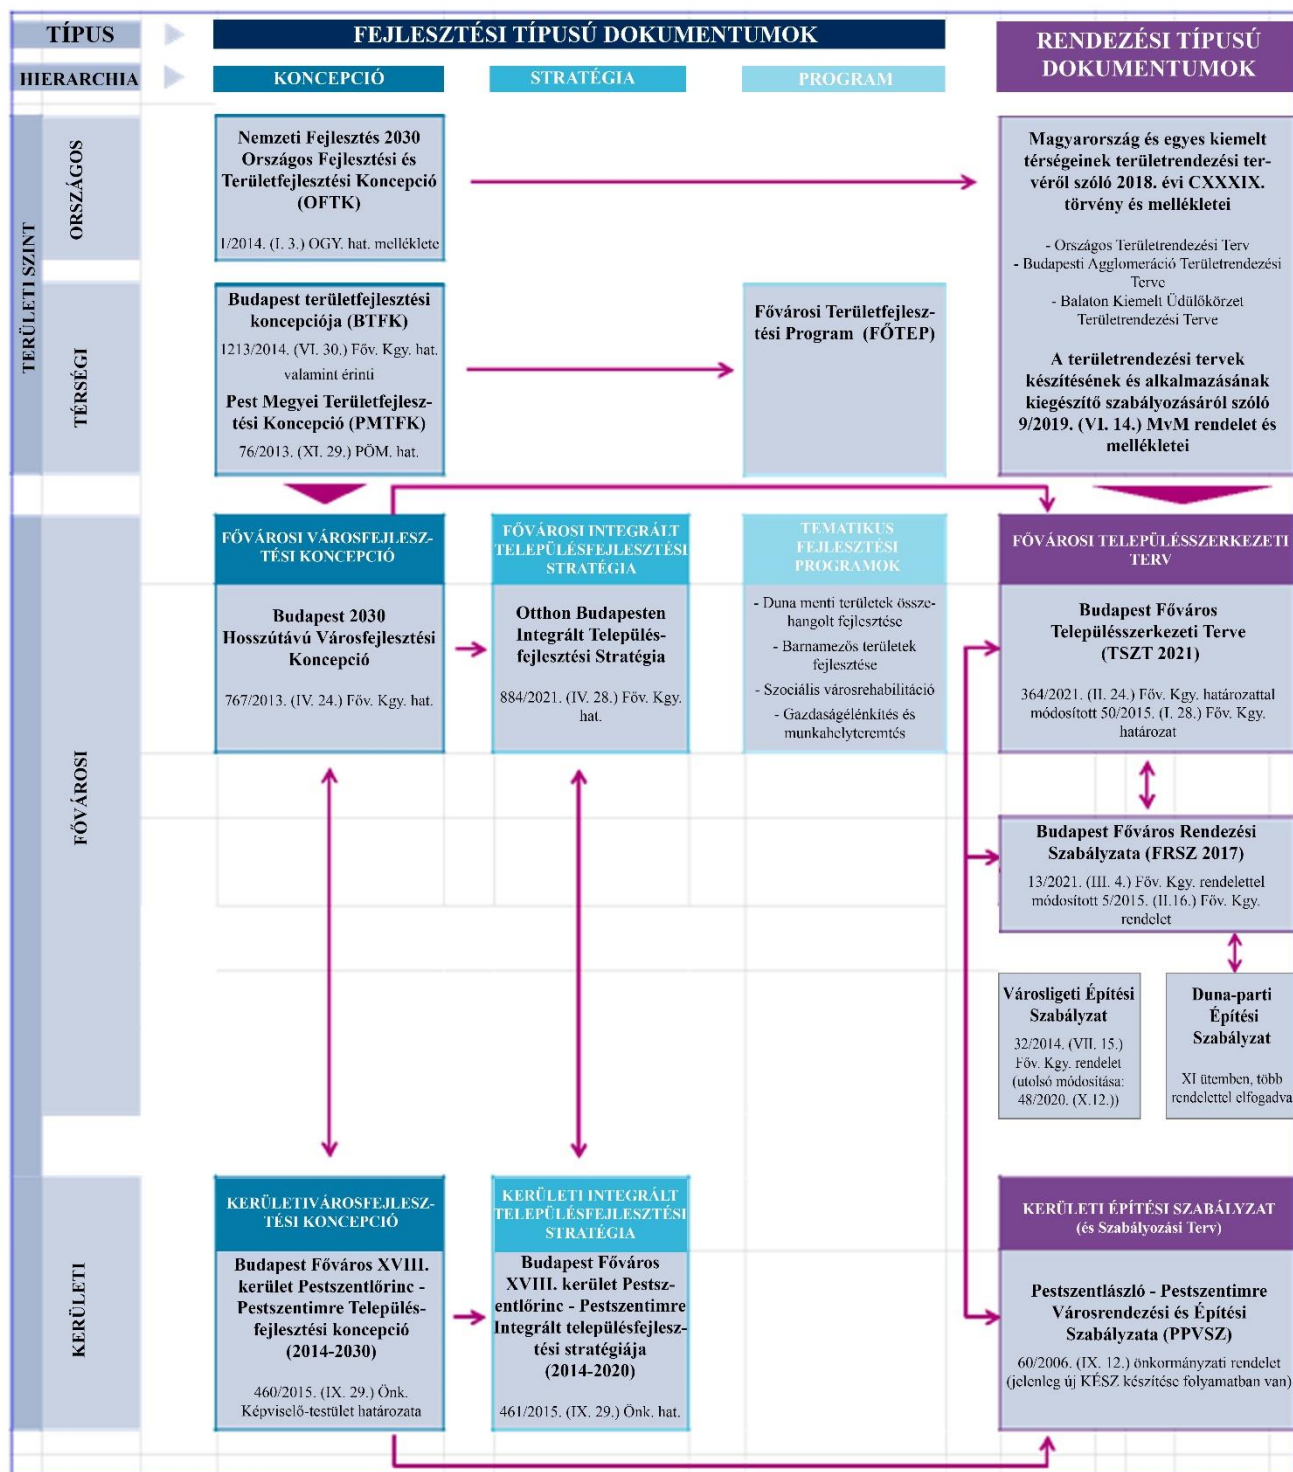 TÍPUS
FEJLESZTÉSI TÍPUSÚ DOKUMENTUMOK
RENDEZÉSI TÍPUSÚ
DOKUMENTUMOK
HIERARCHIA
KONCEPCIÓ
STRATÉGIA
PROGRAM
TERÜLETI SZINT
ORSZÁGOS
Nemzeti Fejlesztés 2030
Országos Fejlesztési és
Területfejlesztési Koncepció
(OFTK)
1/2014. (I. 3.) OGY. hat. melléklete
Magyarország és egyes kiemelt
térségeinek területrendezési ter-
véről szóló 2018. évi CXXXIX.
törvény és mellékletei
- Országos Területrendezési Terv
- Budapesti Agglomeráció Területrendezési
Terve
- Balaton Kiemelt Üdülőkörzet
Területrendezési Terve
A területrendezési tervek
készítésének és alkalmazásának
kiegészítő szabályozásáról szóló
9/2019. (VI. 14.) MvM rendelet és
mellékletei
TÉRSÉGI
Budapest területfejlesztési
koncepciója (BTFK)
1213/2014. (VI. 30.) Föv. Kgy. hat.
valamint érinti
Pest Megyei Területfejlesz-
tési Koncepció (PMTFK)
76/2013. (XI. 29.) PÖM. hat.
Fővárosi Területfejlesz-
tési Program (FŐTEP)
FŐVÁROSI
FŐVÁROSI VÁROSFEJLESZ-
TÉSI KONCEPCIÓ
Budapest 2030
Hosszútávú Városfejlesztési
Koncepció
767/2013. (IV. 24.) Föv. Kgy. hat.
FŐVÁROSI INTEGRÁLT
TELEPÜLÉSFEJLESZTÉSI
STRATÉGIA
Otthon Budapesten
Integrált Település-
fejlesztési Stratégia
884/2021. (IV. 28.) Föv. Kgy.
hat.
TEMATIKUS
FEJLESZTÉSI
PROGRAMOK
- Duna menti területek össze-
hangolt fejlesztése
- Barnamezős területek
fejlesztése
- Szociális városrehabilitáció
- Gazdaságélénkítés és
munkahelyteremtés
FŐVÁROSI TELEPÜLÉSSZERKEZETI
TERV
Budapest Főváros
Településszerkezeti Terve
(TSZT 2021)
364/2021. (II. 24.) Föv. Kgy. határozattal
módosított 50/2015. (I. 28.) Föv. Kgy.
határozat
Budapest Főváros Rendezési
Szabályzata (FRSZ 2017)
13/2021. (III. 4.) Föv. Kgy. rendelettel
módosított 5/2015. (II.16.) Föv. Kgy.
rendelet
Városligeti Építési
Szabályzat
32/2014. (VII. 15.)
Föv. Kgy. rendelet
(utolsó módosítása:
48/2020. (X.12.))
Duna-parti
Építési
Szabályzat
XI ütemben, több
rendelettel elfogadva
KERÜLETI
KERÜLETIVÁROSFEJLESZ-
TÉSI KONCEPCIÓ
Budapest Főváros XVIII.
kerület Pestszentlőrinc -
Pestszentimre Település-
fejlesztési koncepció
(2014-2030)
460/2015. (IX. 29.) Önk.
Képviselő-testület határozata
KERÜLETI INTEGRÁLT
TELEPÜLÉSFEJLESZTÉSI
STRATÉGIA
Budapest Főváros
XVIII. kerület Pestsz-
entlőrinc - Pestszentimre
Integrált településfejlesz-
tési stratégiája
(2014-2020)
461/2015. (IX. 29.) Önk. hat.
KERÜLETI ÉPÍTÉSI SZABÁLYZAT
(és Szabályozási Terv)
Pestszentlászló - Pestszentimre
Városrendezési és Építési
Szabályzata (PPVSZ)
60/2006. (IX. 12.) önkormányzati rendelet
(jelenleg új KÉSZ készítése folyamatban van)